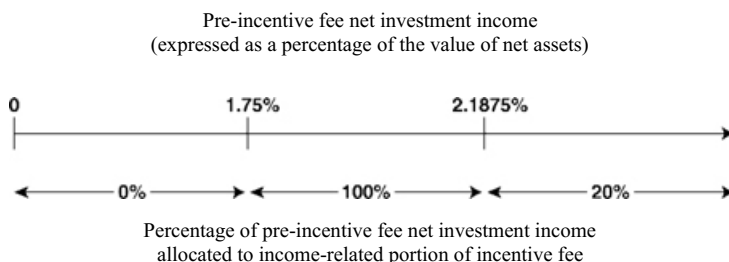 Pre-incentive fee net investment income
(expressed as a percentage of the value of net assets)
0 1.75% 2.1875%
0% 100% 20%
Percentage of pre-incentive fee net investment income
allocated to income-related portion of incentive fee